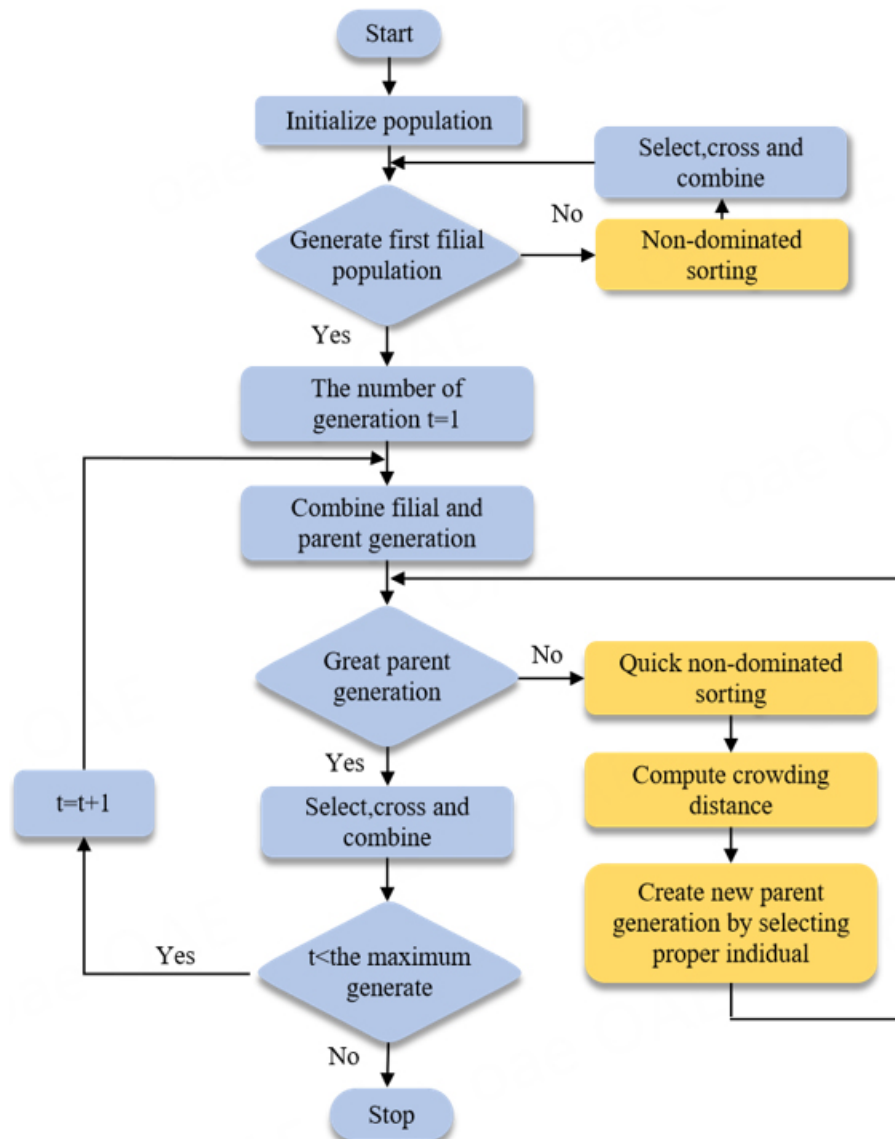 Start
Initialize population
Select,cross and
combine
No
Generate first filial
population
Non-dominated
sorting
Yes
The number of
generation t=1
Combine filial and
parent generation
Great parent
generation
No
Quick non-dominated
sorting
Yes
Compute crowding
distance
t=t+1
Select,cross and
combine
Create new parent
generation by selecting
proper indidual
Yes
t<the maximum
generate
No
Stop